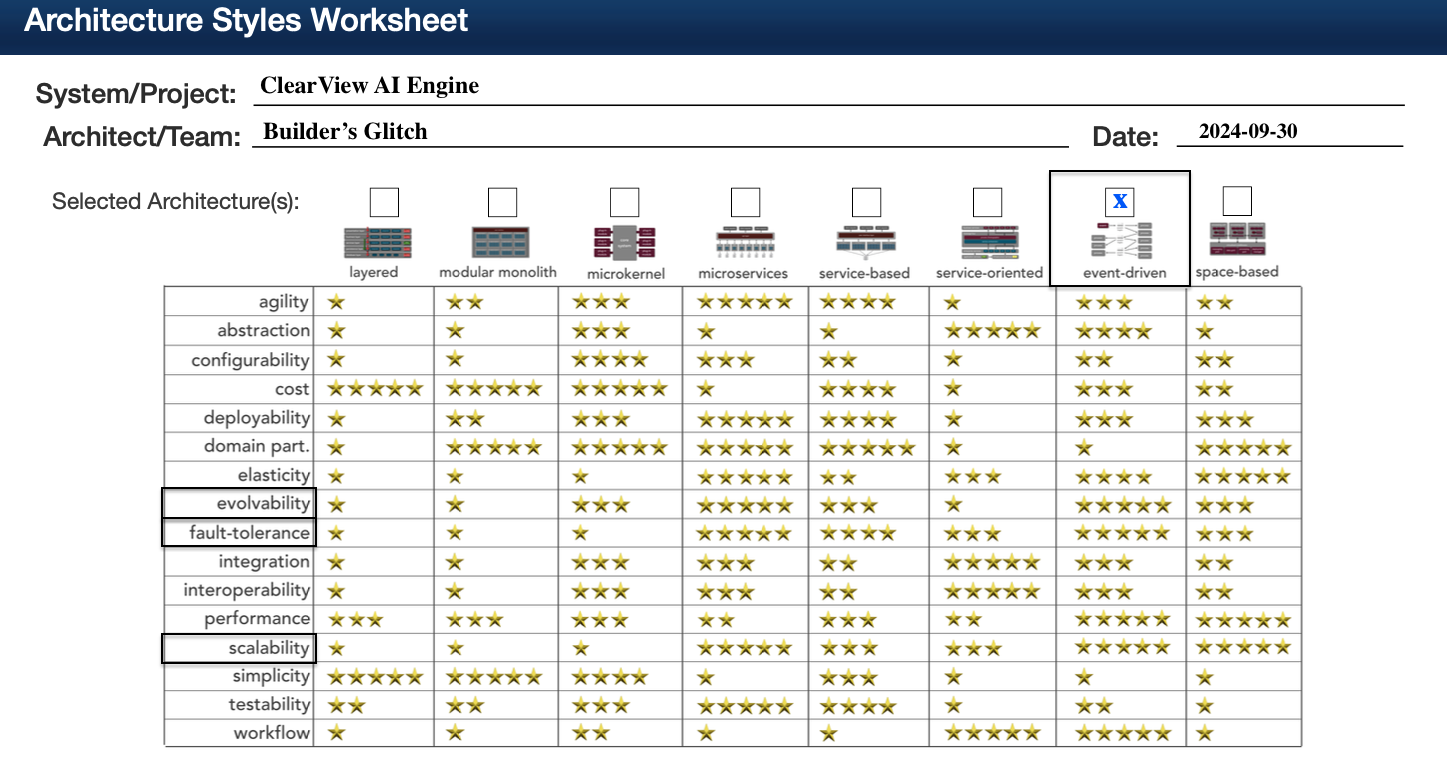 Architecture Styles Worksheet
System/Project: ClearView AI Engine
Architect/Team: Builder’s Glitch Date: 2024-09-30
Selected Architecture(s): x
layered modular monolith microkernel microservices service-based service-oriented event-driven space-based
agility
abstraction
configurability
cost
deployability
domain part.
elasticity
evolvability
fault-tolerance
integration
interoperability
performance
scalability
simplicity
testability
workflow